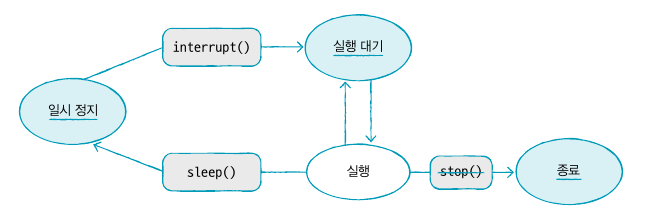 interrupt()
실행 대기
일시 정지
sleep()
실행
stop()
종료